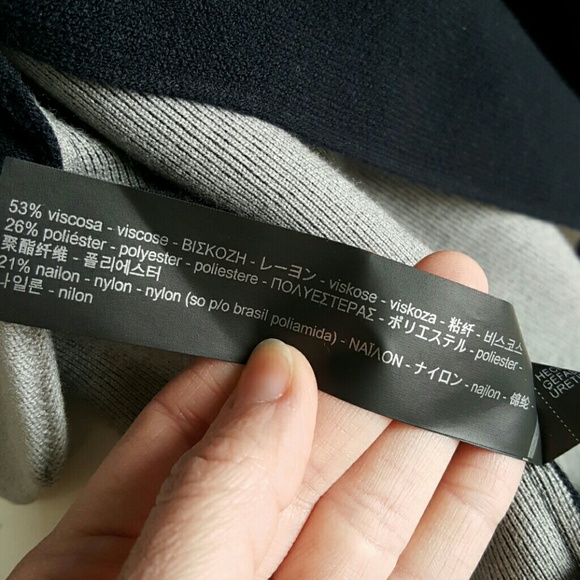 53% viscosa - viscose - ΒΙΣΚΟΖΗ - レーヨン - viskose - viskoza - 粘纤 - 비스코스
26% poliéster - polyester - poliestere - ΠΟΛΥΕΣΤΕΡΑΣ - ポリエステル - poliester -
聚酯纤维 - 폴리에스터
21% nailon - nylon - nylon (so p/o brasil poliamida) - ΝΑΪΛΟΝ - ナイロン - najlon - 锦纶
나일론 - nilon